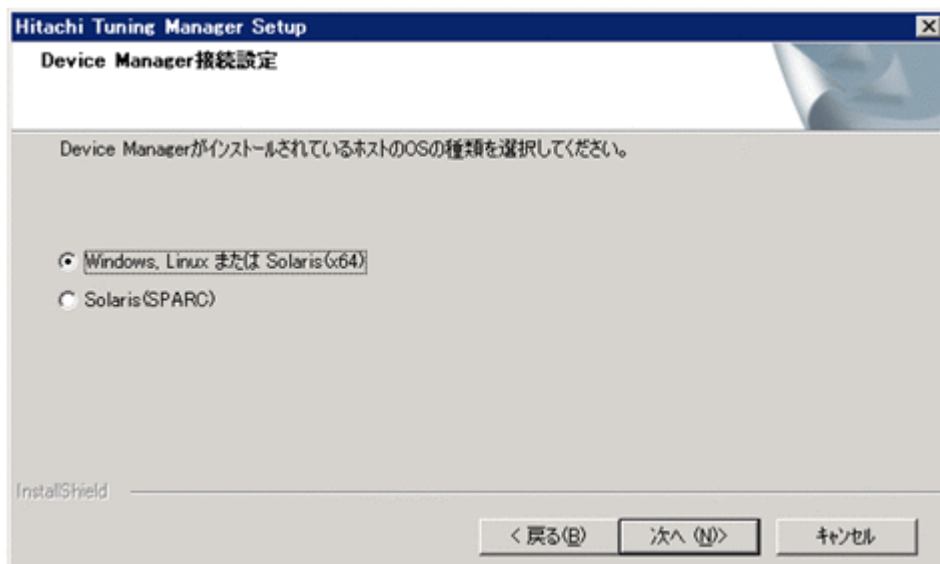 Hitachi Tuning Manager Setup
Device Manager接続設定
Device Managerがインストールされているホストの OSの種類を選択してください。
Windows, Linux または Solaris(x64)
Solaris(SPARC)
InstallShield
< 戻る(B)
次へ (N)>
キャンセル